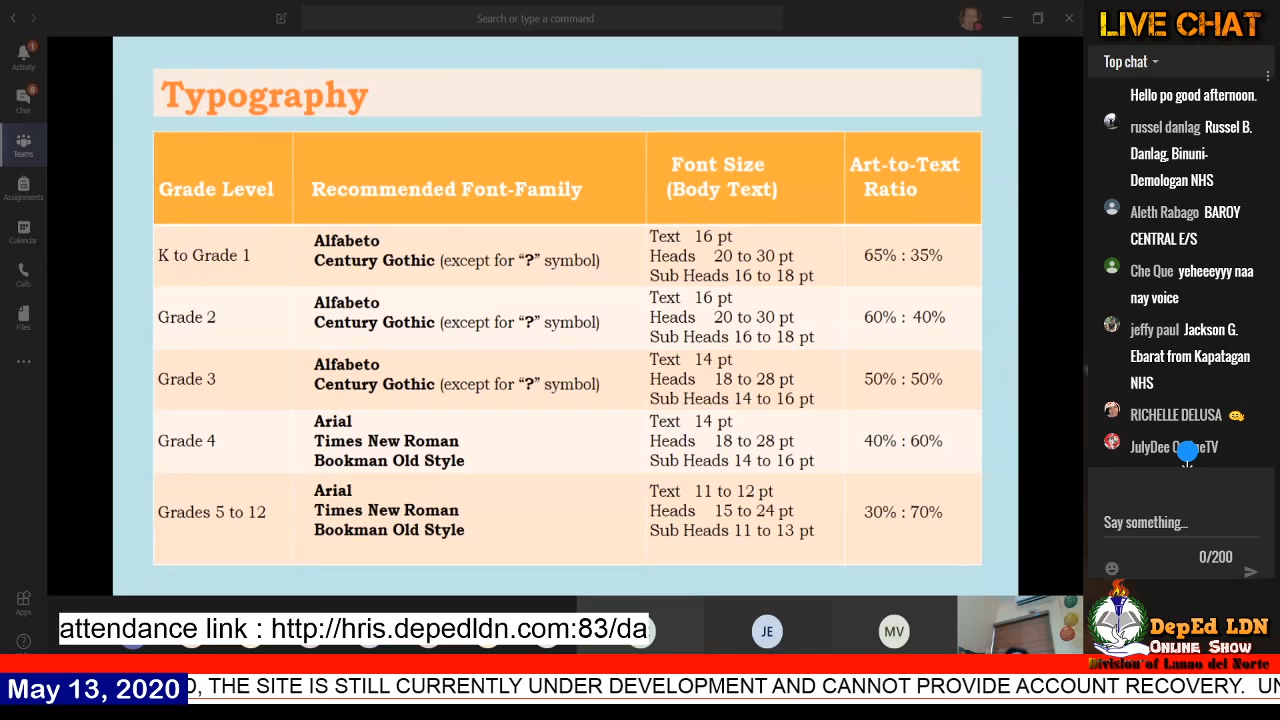 Search or type a command
LIVE CHAT
Activity
Chat
Teams
Assignments
Calendar
Calls
Files
Apps
Typography
Grade Level Recommended Font-Family Font Size (Body Text) Art-to-Text Ratio
K to Grade 1
Alfabeto
Century Gothic (except for “?” symbol)
Text 16 pt
Heads 20 to 30 pt
Sub Heads 16 to 18 pt
65% : 35%
Grade 2
Alfabeto
Century Gothic (except for “?” symbol)
Text 16 pt
Heads 20 to 30 pt
Sub Heads 16 to 18 pt
60% : 40%
Grade 3
Alfabeto
Century Gothic (except for “?” symbol)
Text 14 pt
Heads 18 to 28 pt
Sub Heads 14 to 16 pt
50% : 50%
Grade 4
Arial
Times New Roman
Bookman Old Style
Text 14 pt
Heads 18 to 28 pt
Sub Heads 14 to 16 pt
40% : 60%
Grades 5 to 12
Arial
Times New Roman
Bookman Old Style
Text 11 to 12 pt
Heads 15 to 24 pt
Sub Heads 11 to 13 pt
30% : 70%
Top chat
Hello po good afternoon.
russel danlag Russel B.
Danlag, Binuni-
Demologan NHS
Aleth Rabago BAROY
CENTRAL E/S
Che Que yeheeeyyy naa
nay voice
jeffy paul Jackson G.
Ebarat from Kapatagan
NHS
RICHELLE DELUSA
JulyDee
Say something...
0/200
attendance link : http://hris.depedldn.com:83/da
JE
MV
DepEd LDN
Online Show
Division of Lanao del Norte
May 13, 2020
O, THE SITE IS STILL CURRENTLY UNDER DEVELOPMENT AND CANNOT PROVIDE ACCOUNT RECOVERY. UN